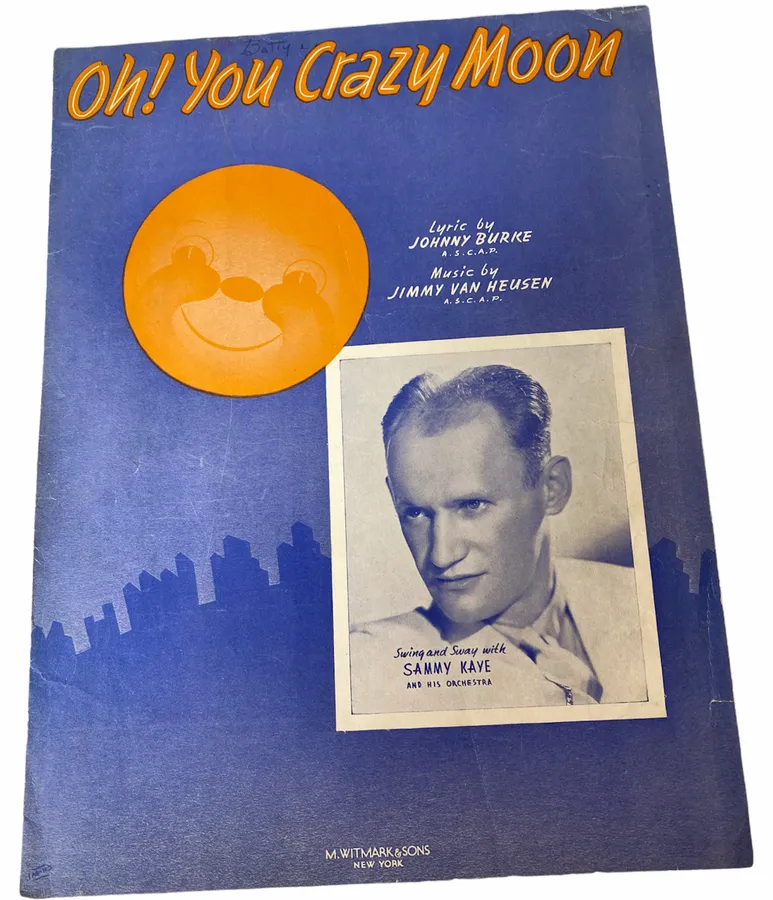 Betty
Oh! You Crazy Moon
Lyric by
JOHNNY BURKE
A.S.C.A.P.
Music by
JIMMY VAN HEUSEN
A.S.C.A.P.
Swing and Sway with
SAMMY KAYE
AND HIS ORCHESTRA
M. WITMARK & SONS
NEW YORK